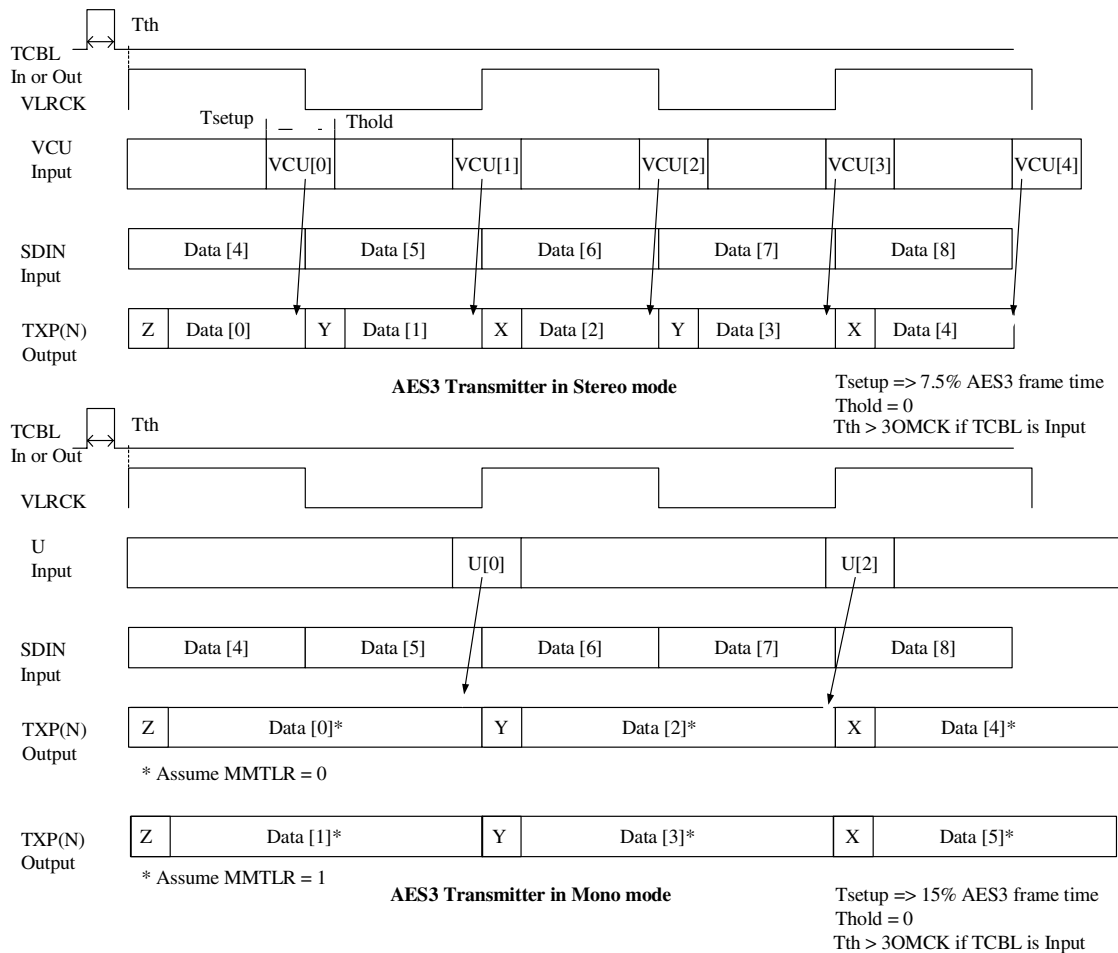 Tth
TCBL
In or Out
VLRCK
Tsetup Thold
VCU
Input
VCU[0] VCU[1] VCU[2] VCU[3] VCU[4]
SDIN
Input
Data [4] Data [5] Data [6] Data [7] Data [8]
TXP(N)
Output
Z Data [0] Y Data [1] X Data [2] Y Data [3] X Data [4]
AES3 Transmitter in Stereo mode
Tsetup => 7.5% AES3 frame time
Thold = 0
Tth > 3OMCK if TCBL is Input
Tth
TCBL
In or Out
VLRCK
U
Input
U[0] U[2]
SDIN
Input
Data [4] Data [5] Data [6] Data [7] Data [8]
TXP(N)
Output
Z Data [0]* Y Data [2]* X Data [4]*
* Assume MMTLR = 0
TXP(N)
Output
Z Data [1]* Y Data [3]* X Data [5]*
* Assume MMTLR = 1
AES3 Transmitter in Mono mode
Tsetup => 15% AES3 frame time
Thold = 0
Tth > 3OMCK if TCBL is Input